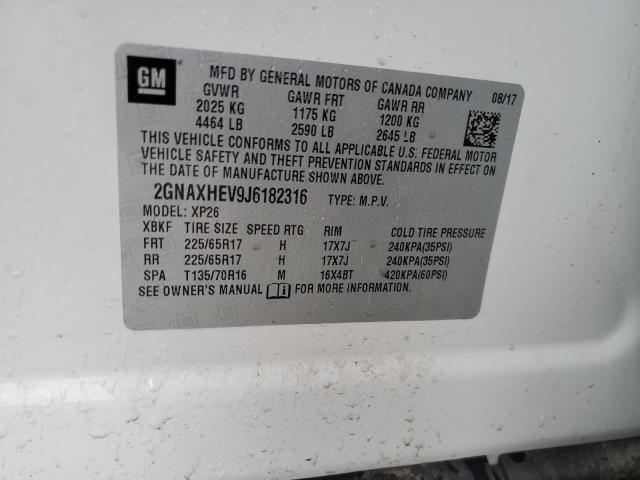 GM
MFD BY GENERAL MOTORS OF CANADA COMPANY 08/17
GVWR GAWR FRT GAWR RR
2025 KG 1175 KG 1200 KG
4464 LB 2590 LB 2645 LB
THIS VEHICLE CONFORMS TO ALL APPLICABLE U.S. FEDERAL MOTOR
VEHICLE SAFETY AND THEFT PREVENTION STANDARDS IN EFFECT ON
THE DATE OF MANUFACTURE SHOWN ABOVE.
2GNAXHEV9J6182316 TYPE: M.P.V.
MODEL: XP26
XBKF TIRE SIZE SPEED RTG RIM COLD TIRE PRESSURE
FRT 225/65R17 H 17X7J 240KPA(35PSI)
RR 225/65R17 H 17X7J 240KPA(35PSI)
SPA T135/70R16 M 16X4BT 420KPA(60PSI)
SEE OWNER'S MANUAL FOR MORE INFORMATION.